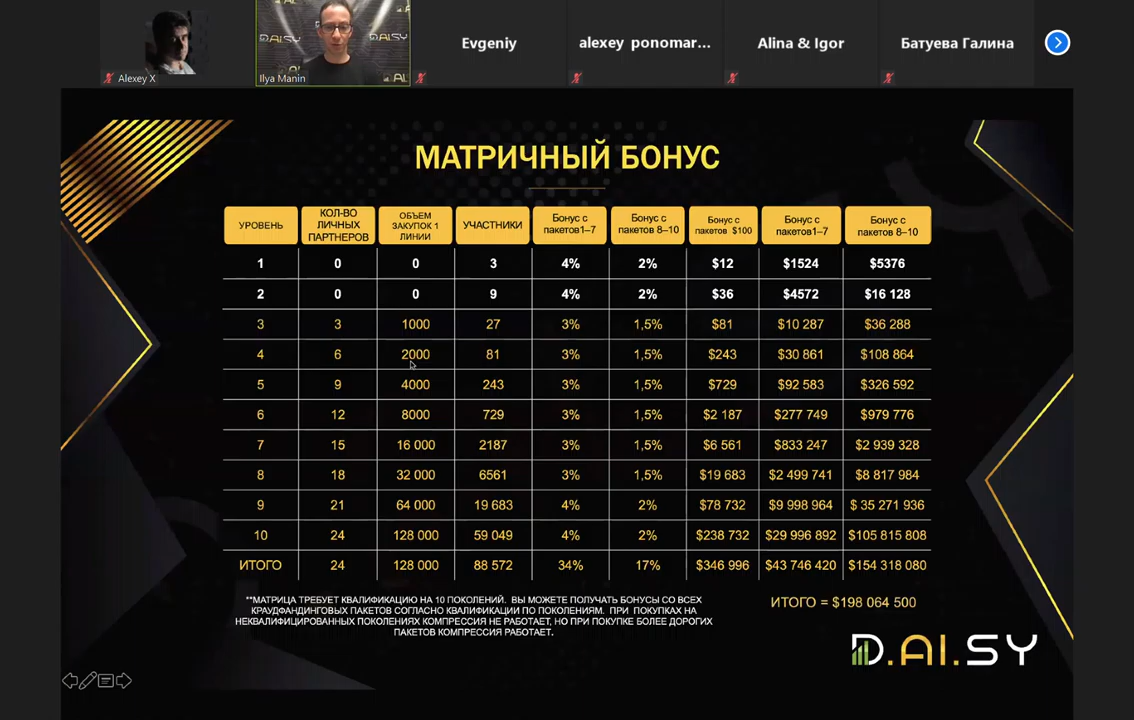 Evgeniy
alexey ponomar...
Alina & Igor
Батуева Галина
Alexey X
Ilya Manin
D.AI.SY
МАТРИЧНЫЙ БОНУС
УРОВЕНЬ
КОЛ-ВО
ЛИЧНЫХ
ПАРТНЕРОВ
ОБЪЕМ
ЗАКУПОК 1
ЛИНИИ
УЧАСТНИКИ
Бонус с
пакетов1–7
Бонус с
пакетов 8–10
Бонус с
пакетов $100
Бонус с
пакетов1–7
Бонус с
пакетов 8–10
1 0 0 3 4% 2% $12 $1524 $5376
2 0 0 9 4% 2% $36 $4572 $16 128
3 3 1000 27 3% 1,5% $81 $10 287 $36 288
4 6 2000 81 3% 1,5% $243 $30 861 $108 864
5 9 4000 243 3% 1,5% $729 $92 583 $326 592
6 12 8000 729 3% 1,5% $2 187 $277 749 $979 776
7 15 16 000 2187 3% 1,5% $6 561 $833 247 $2 939 328
8 18 32 000 6561 3% 1,5% $19 683 $2 499 741 $8 817 984
9 21 64 000 19 683 4% 2% $78 732 $9 998 964 $ 35 271 936
10 24 128 000 59 049 4% 2% $238 732 $29 996 892 $105 815 808
ИТОГО 24 128 000 88 572 34% 17% $346 996 $43 746 420 $154 318 080
**МАТРИЦА ТРЕБУЕТ КВАЛИФИКАЦИЮ НА 10 ПОКОЛЕНИЙ. ВЫ МОЖЕТЕ ПОЛУЧАТЬ БОНУСЫ СО ВСЕХ
КРАУДФАНДИНГОВЫХ ПАКЕТОВ СОГЛАСНО КВАЛИФИКАЦИИ ПО ПОКОЛЕНИЯМ. ПРИ ПОКУПКАХ НА
НЕКВАЛИФИЦИРОВАННЫХ ПОКОЛЕНИЯХ КОМПРЕССИЯ НЕ РАБОТАЕТ, НО ПРИ ПОКУПКЕ БОЛЕЕ ДОРОГИХ
ПАКЕТОВ КОМПРЕССИЯ РАБОТАЕТ.
ИТОГО = $198 064 500
D.AI.SY